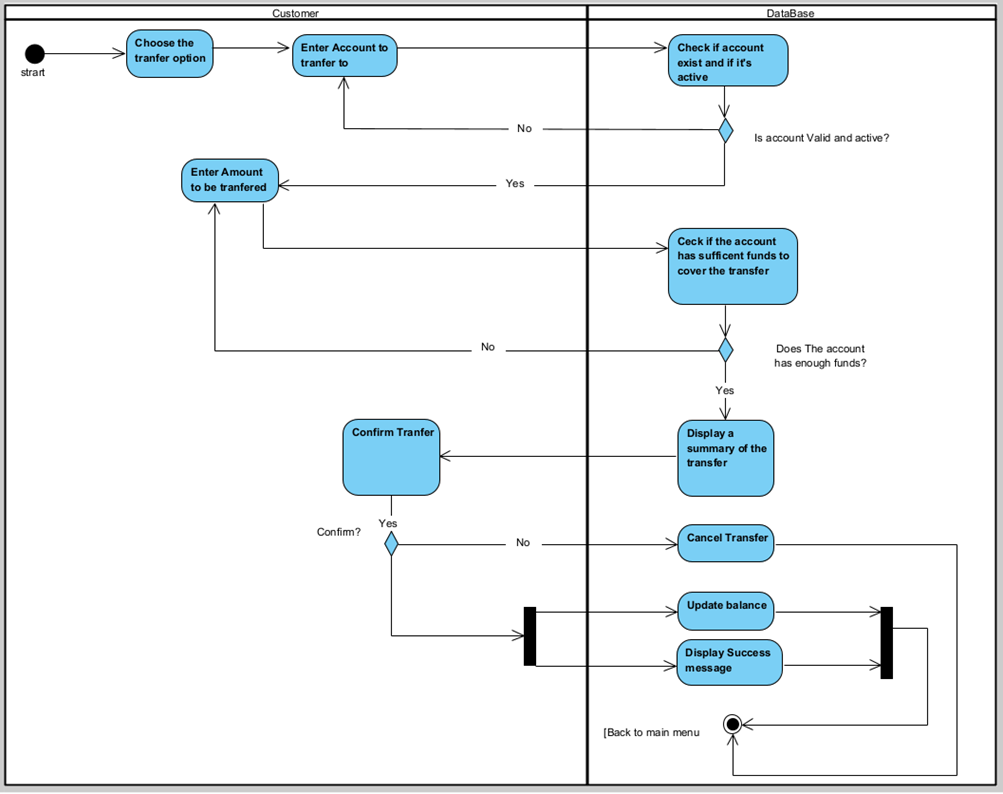 Customer
DataBase
Choose the
tranfer option
Enter Account to
tranfer to
Check if account
exist and if it's
active
strart
No
Is account Valid and active?
Enter Amount
to be tranfered
Yes
Ceck if the account
has sufficent funds to
cover the transfer
No
Does The account
has enough funds?
Yes
Confirm Tranfer
Display a
summary of the
transfer
Yes
Confirm?
No
Cancel Transfer
Update balance
Display Success
message
[Back to main menu